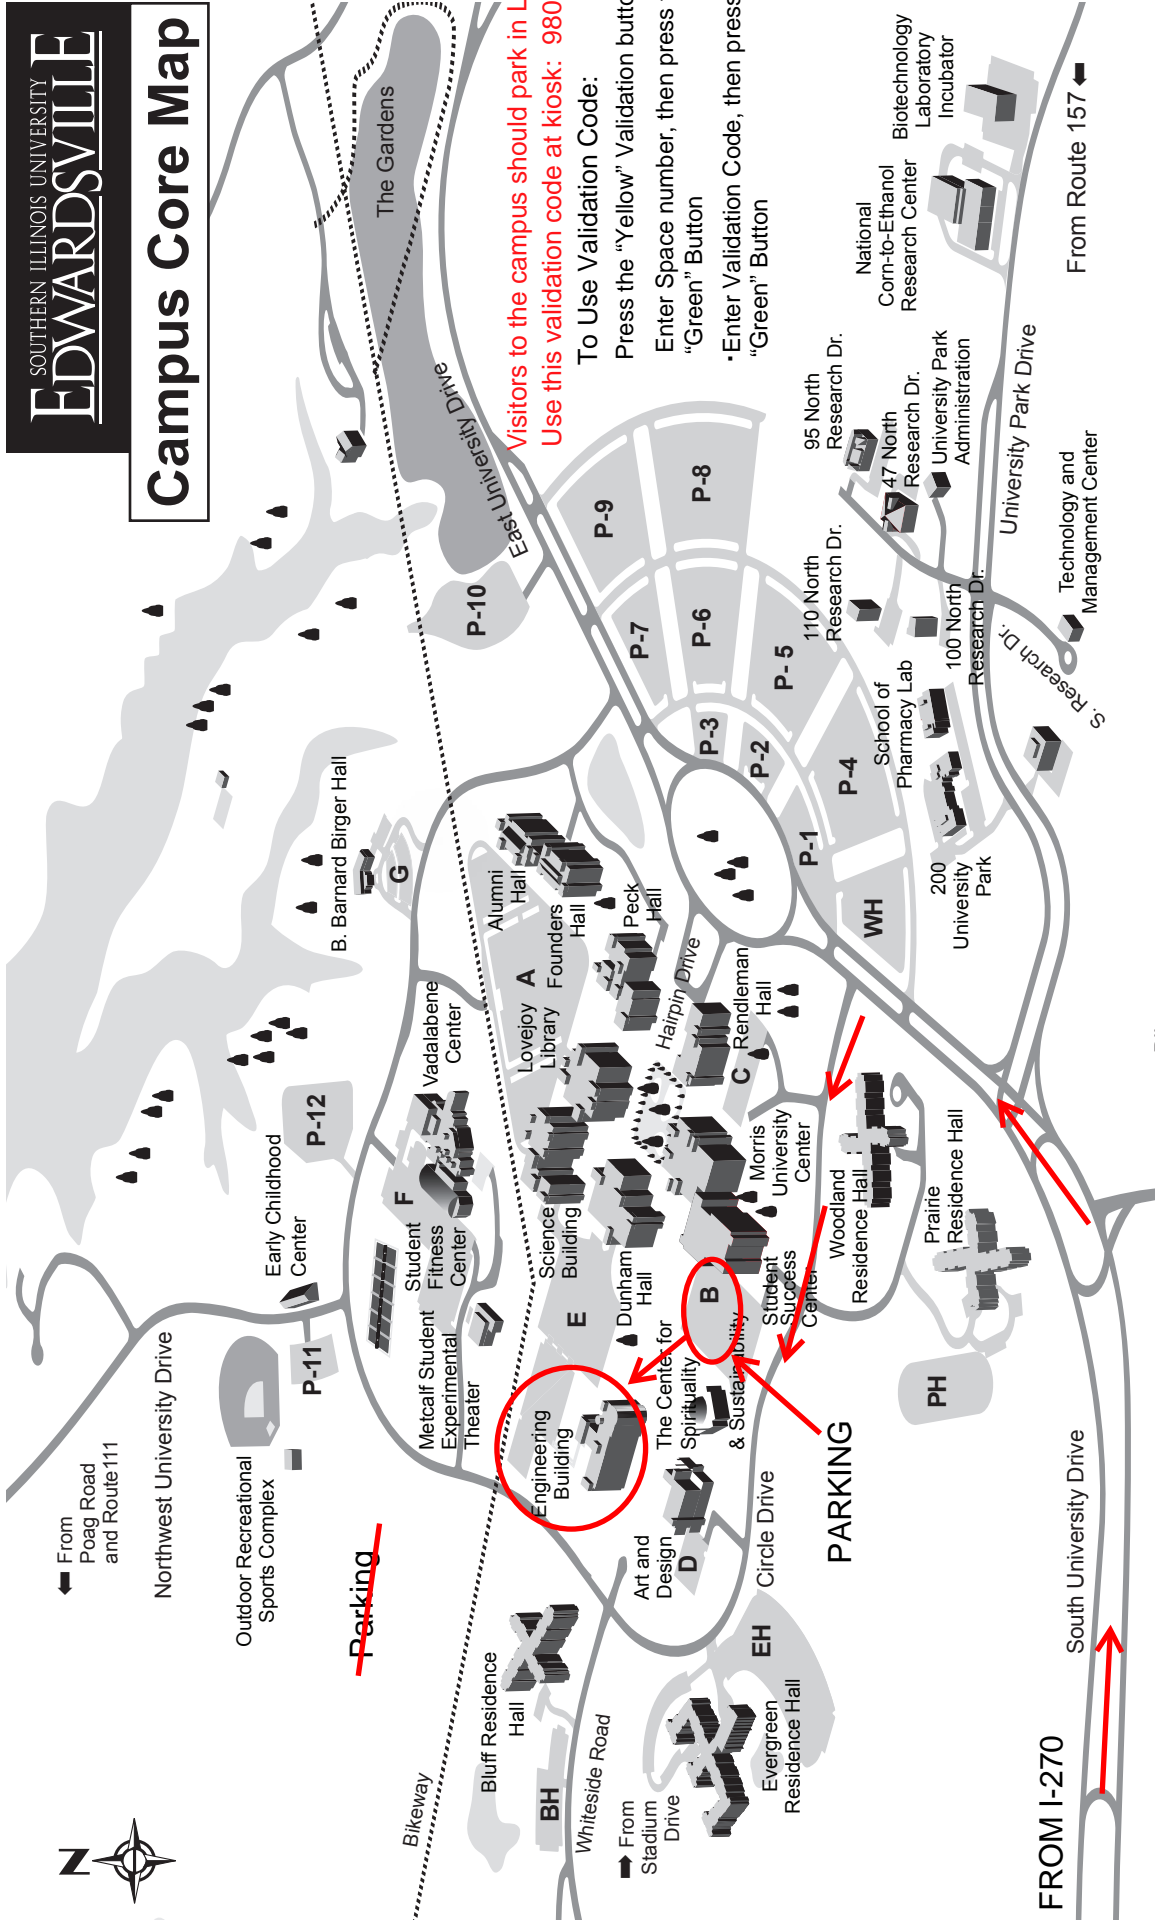 SOUTHERN ILLINOIS UNIVERSITY
EDWARDSVILLE
Campus Core Map
N
From
Poag Road
and Route111
Northwest University Drive
Outdoor Recreational
Sports Complex
P-11
Early Childhood
Center
P-12
B. Barnard Birger Hall
G
The Gardens
Parking
Bikeway
Metcalf Student
Experimental
Theater
Student
Fitness
Center
F
Vadalabene
Center
P-10
East University Drive
Visitors to the campus should park in L
Use this validation code at kiosk: 980
To Use Validation Code:
Press the “Yellow” Validation butto
Enter Space number, then press
“Green” Button
•Enter Validation Code, then press
“Green” Button
Bluff Residence
Hall
BH
Whiteside Road
From
Stadium
Drive
Engineering
Building
E
Science
Building
Dunham
Hall
Lovejoy
Library
A
Alumni
Hall
Founders
Hall
Peck
Hall
Hairpin Drive
Rendleman
Hall
C
Art and
Design
D
The Center for
Spirituality
& Sustainability
B
Student
Success
Center
Morris
University
Center
Circle Drive
PARKING
EH
Evergreen
Residence Hall
Woodland
Residence Hall
Prairie
Residence Hall
PH
P-9
P-8
P-7
P-6
P- 5
P-3
P-2
P-4
P-1
WH
95 North
Research Dr.
47 North
Research Dr.
University Park
Administration
110 North
Research Dr.
100 North
Research Dr.
School of
Pharmacy Lab
200
University
Park
National
Corn-to-Ethanol
Research Center
Biotechnology
Laboratory
Incubator
From Route 157
University Park Drive
Technology and
Management Center
S. Research Dr.
South University Drive
FROM I-270